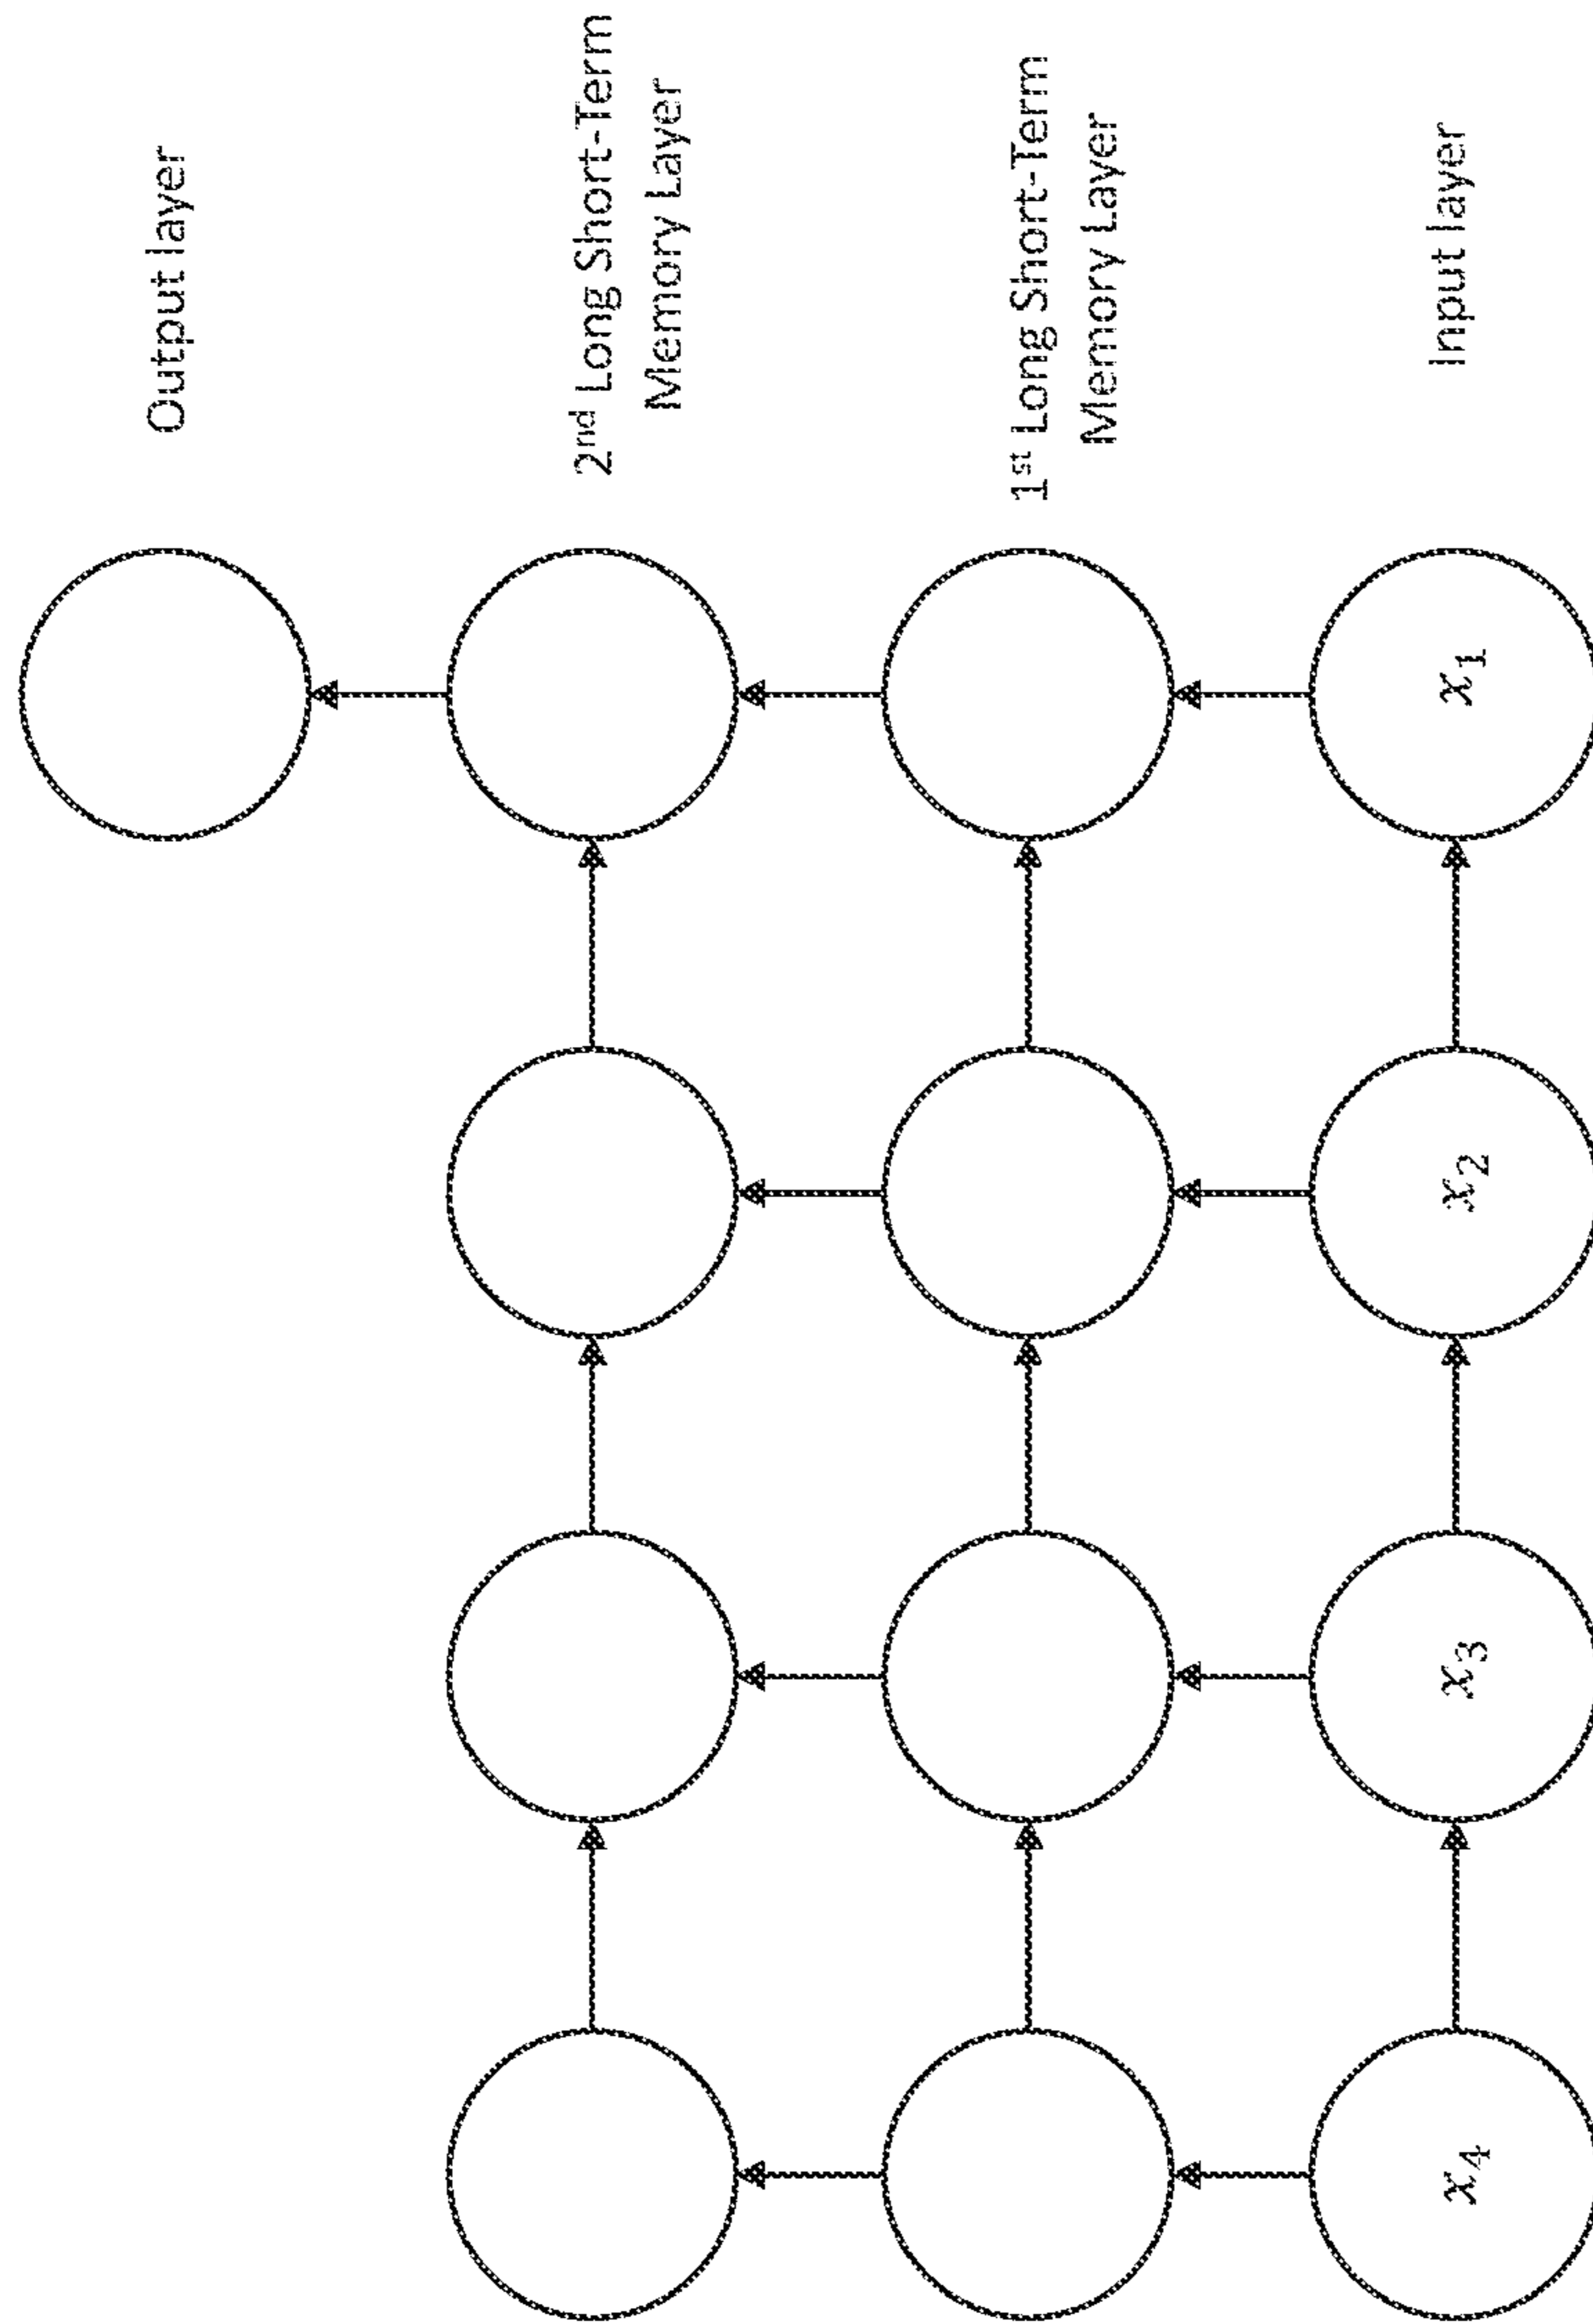 Output layer
2nd Long Short-Term
Memory Layer
1st Long Short-Term
Memory Layer
Input layer
x1
x2
x3
x4